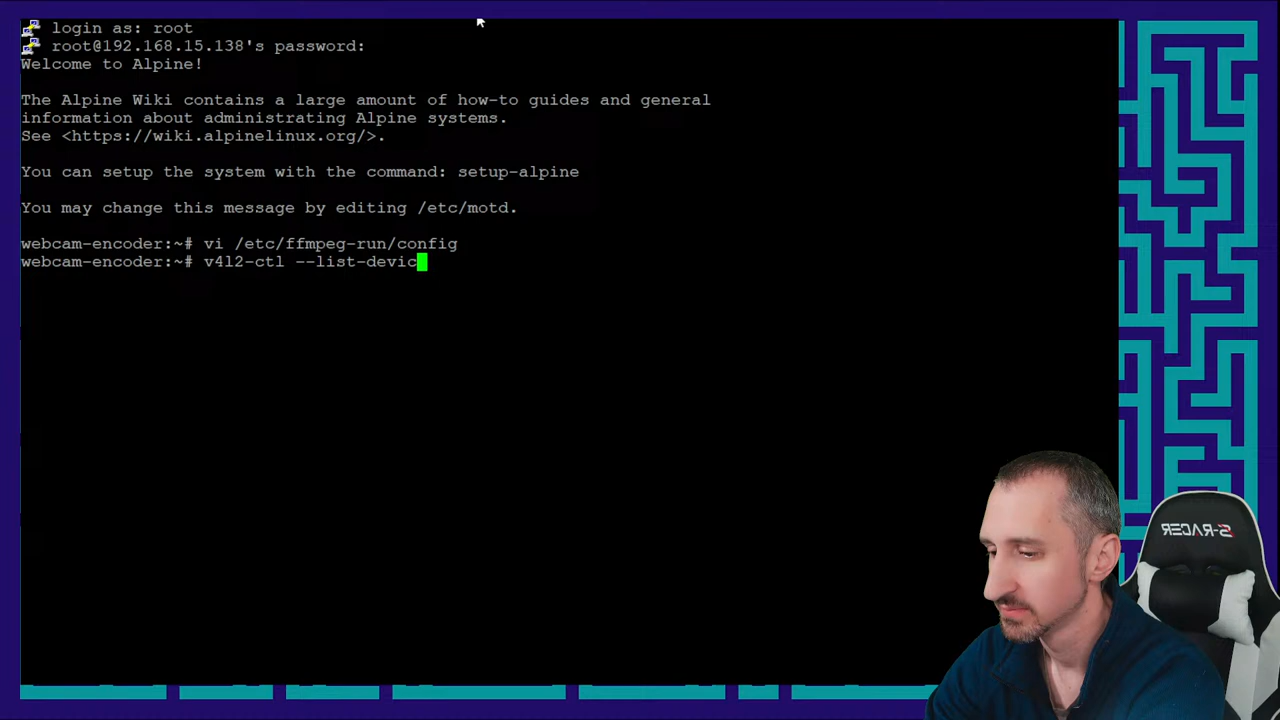 login as: root
root@192.168.15.138's password:
Welcome to Alpine!
The Alpine Wiki contains a large amount of how-to guides and general
information about administrating Alpine systems.
See <https://wiki.alpinelinux.org/>.
You can setup the system with the command: setup-alpine
You may change this message by editing /etc/motd.
webcam-encoder:~# vi /etc/ffmpeg-run/config
webcam-encoder:~# v4l2-ctl --list-devic
S-RACER